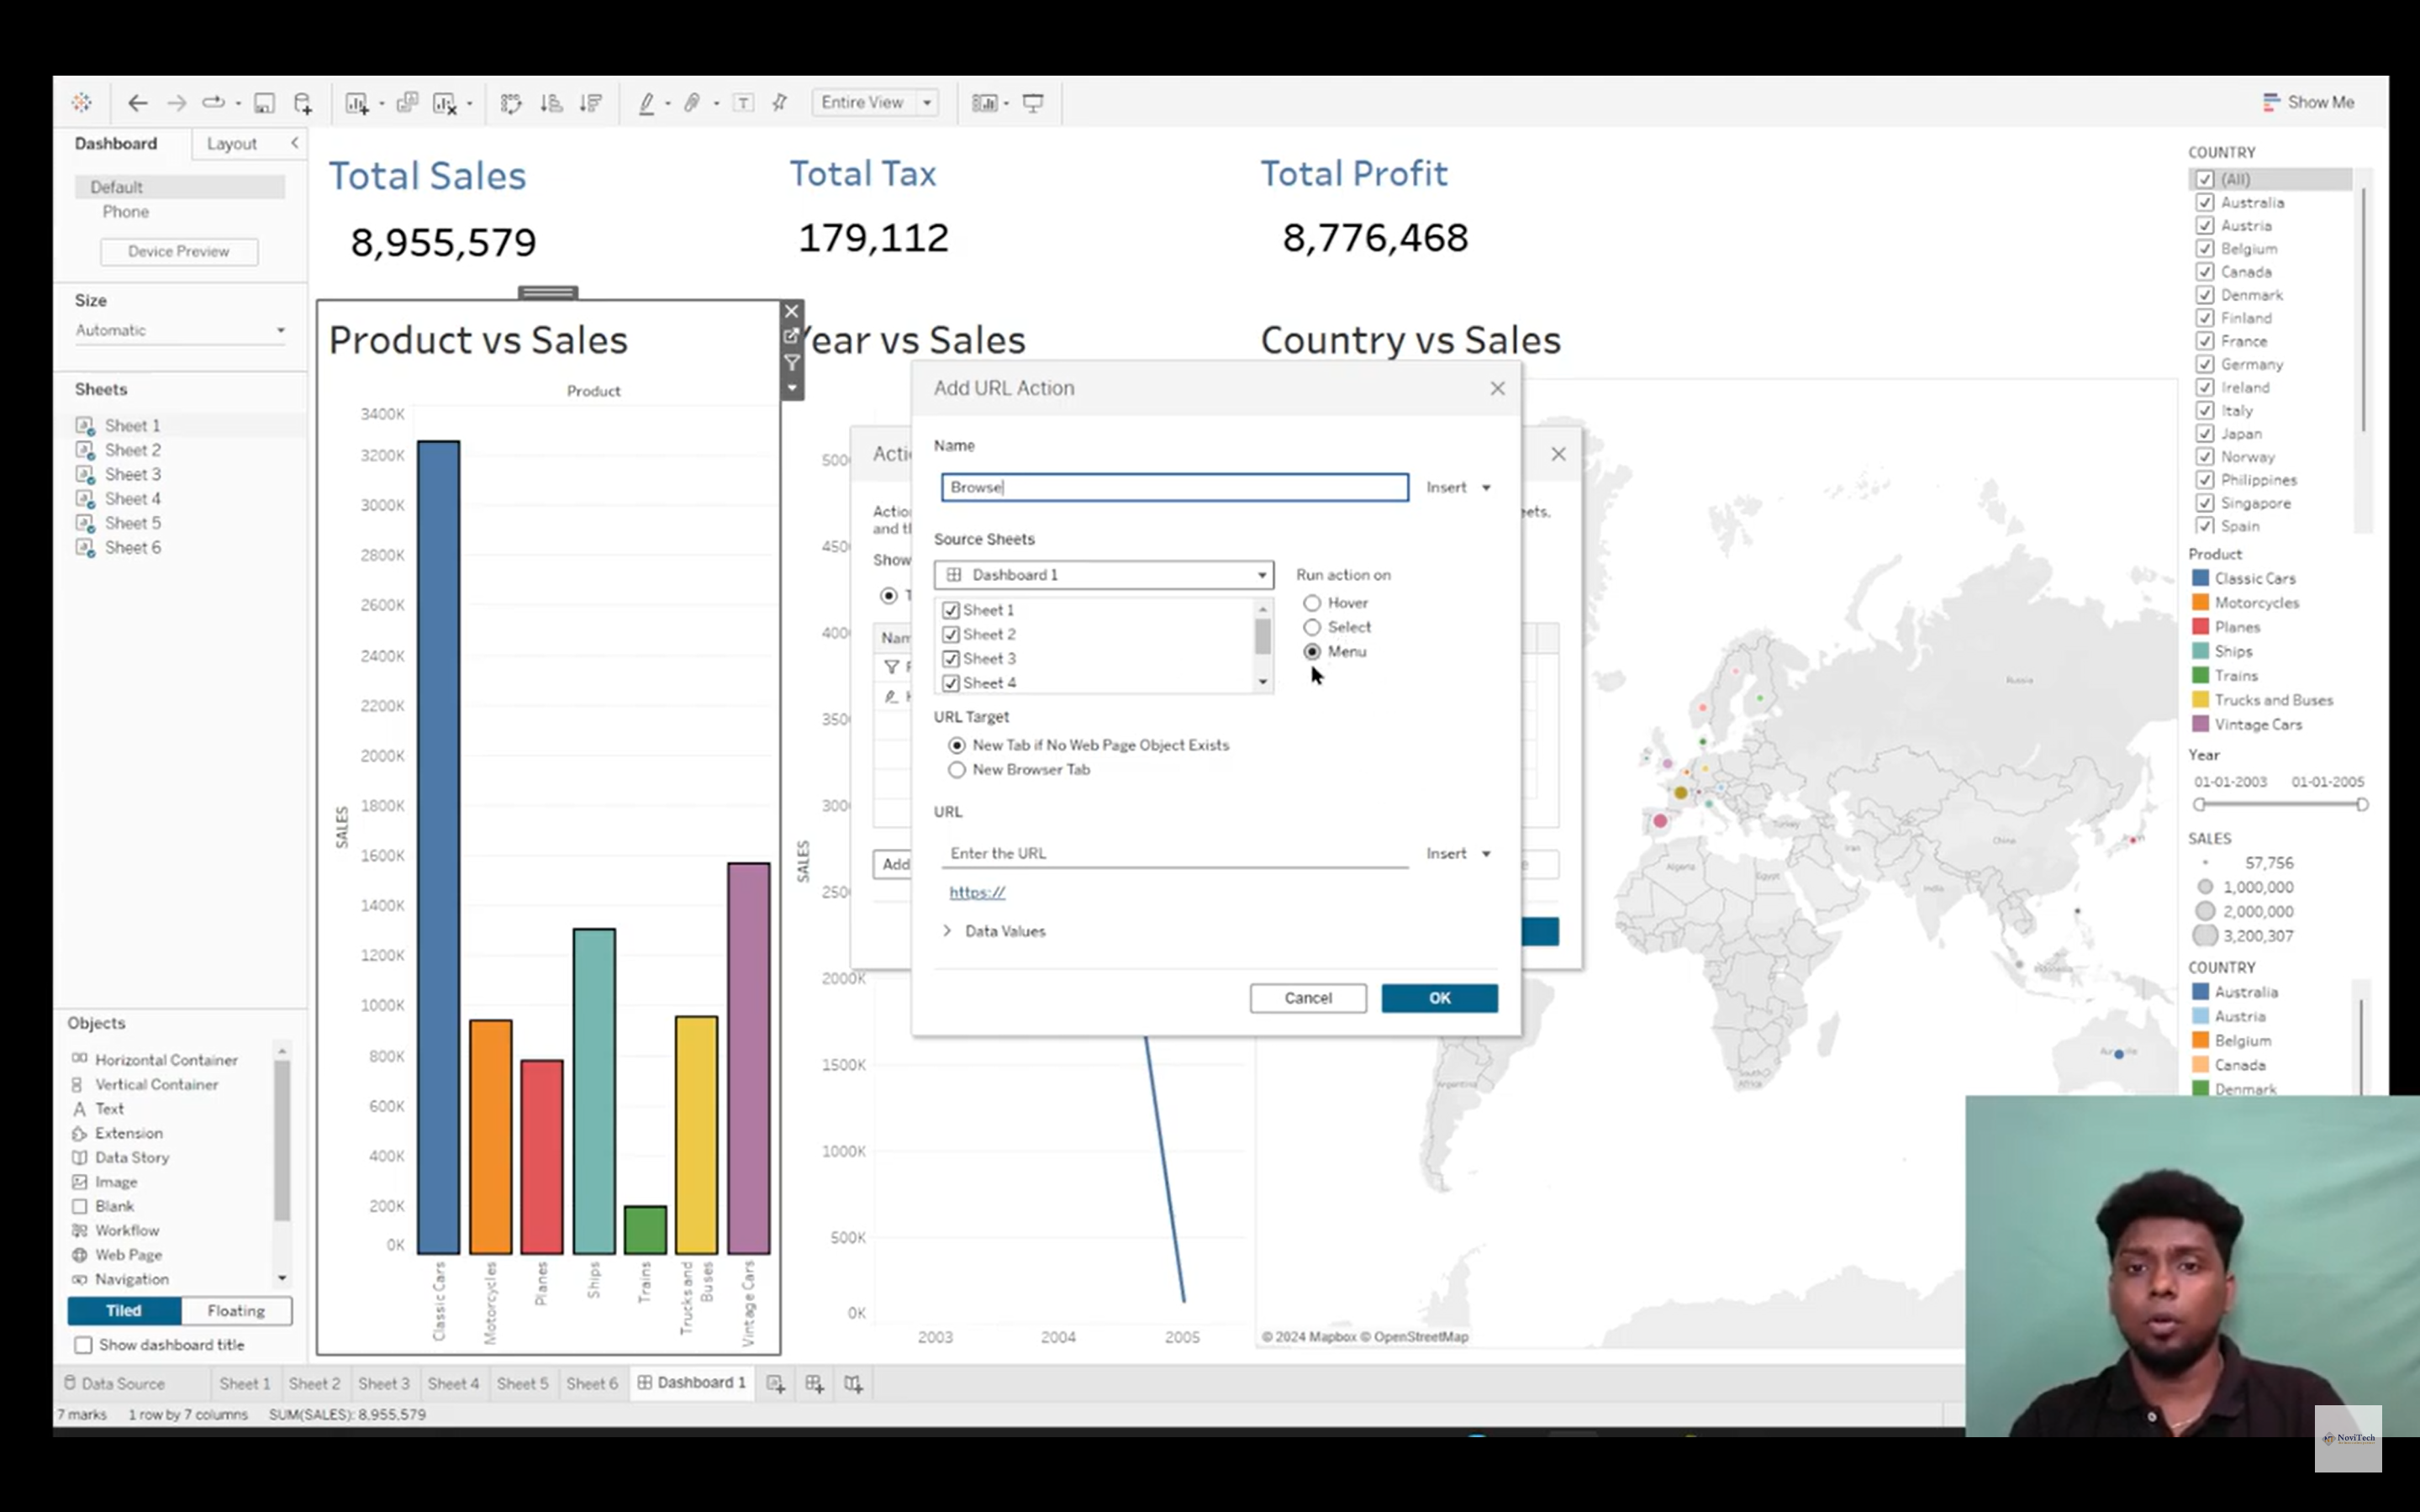 Entire View
Show Me
Dashboard
Layout
Default
Phone
Device Preview
Size
Automatic
Sheets
Sheet 1
Sheet 2
Sheet 3
Sheet 4
Sheet 5
Sheet 6
Objects
Horizontal Container
Vertical Container
Text
Extension
Data Story
Image
Blank
Workflow
Web Page
Navigation
Tiled
Floating
Show dashboard title
Total Sales
8,955,579
Total Tax
179,112
Total Profit
8,776,468
Product vs Sales
Product
3400K
3200K
3000K
2800K
2600K
2400K
2200K
2000K
1800K
1600K
1400K
1200K
1000K
800K
600K
400K
200K
0K
SALES
Classic Cars
Motorcycles
Planes
Ships
Trains
Trucks and
Buses
Vintage Cars
Year vs Sales
SALES
2000K
1500K
1000K
500K
0K
2003
2004
2005
Country vs Sales
Add URL Action
Name
Browse
Insert
Source Sheets
Dashboard 1
Sheet 1
Sheet 2
Sheet 3
Sheet 4
Run action on
Hover
Select
Menu
URL Target
New Tab if No Web Page Object Exists
New Browser Tab
URL
Enter the URL
Insert
https://
Data Values
Cancel
OK
Show
Add
Russia
China
Turkey
Iran
India
Algeria
Egypt
Indonesia
South
Africa
Argentina
© 2024 Mapbox © OpenStreetMap
COUNTRY
(All)
Australia
Austria
Belgium
Canada
Denmark
Finland
France
Germany
Ireland
Italy
Japan
Norway
Philippines
Singapore
Spain
Product
Classic Cars
Motorcycles
Planes
Ships
Trains
Trucks and Buses
Vintage Cars
Year
01-01-2003 01-01-2005
SALES
57,756
1,000,000
2,000,000
3,200,307
COUNTRY
Australia
Austria
Belgium
Canada
Denmark
Data Source
Sheet 1
Sheet 2
Sheet 3
Sheet 4
Sheet 5
Sheet 6
Dashboard 1
7 marks 1 row by 7 columns SUM(SALES): 8,955,579
NoviTech